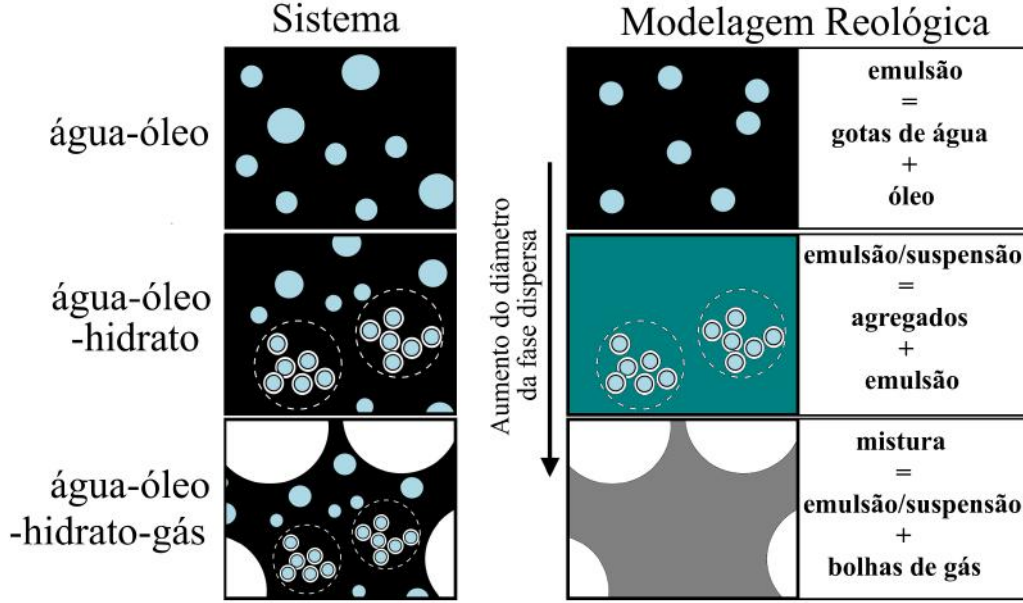 Sistema
Modelagem Reológica
água-óleo
emulsão
=
gotas de água
+
óleo
Aumento do diâmetro
da fase dispersa
água-óleo
-hidrato
emulsão/suspensão
=
agregados
+
emulsão
água-óleo
-hidrato-gás
mistura
=
emulsão/suspensão
+
bolhas de gás